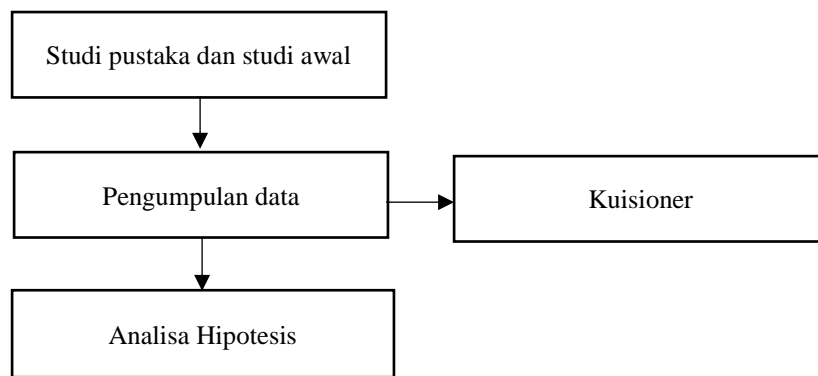 Studi pustaka dan studi awal
Pengumpulan data
Kuisioner
Analisa Hipotesis